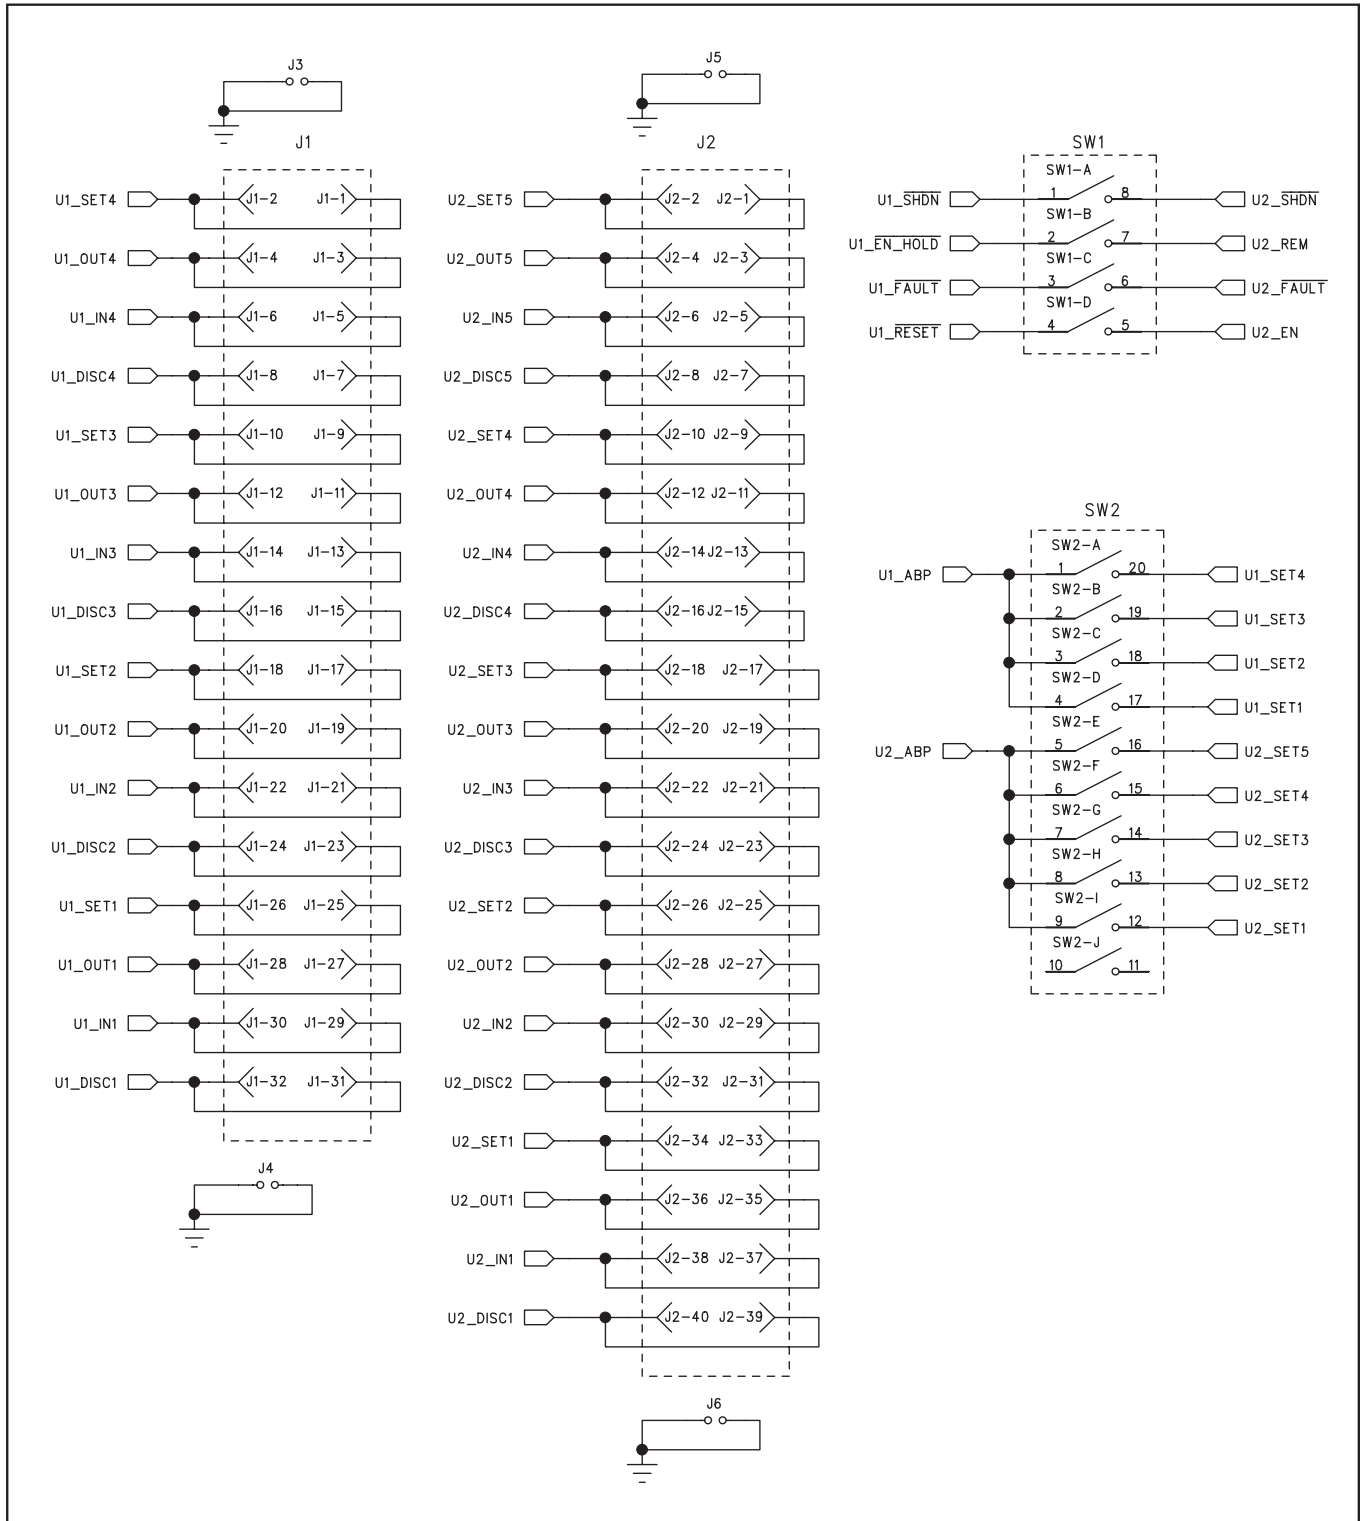 J3
J5
J1
J2
SW1
U1_SET4 J1-2 J1-1
U1_OUT4 J1-4 J1-3
U1_IN4 J1-6 J1-5
U1_DISC4 J1-8 J1-7
U1_SET3 J1-10 J1-9
U1_OUT3 J1-12 J1-11
U1_IN3 J1-14 J1-13
U1_DISC3 J1-16 J1-15
U1_SET2 J1-18 J1-17
U1_OUT2 J1-20 J1-19
U1_IN2 J1-22 J1-21
U1_DISC2 J1-24 J1-23
U1_SET1 J1-26 J1-25
U1_OUT1 J1-28 J1-27
U1_IN1 J1-30 J1-29
U1_DISC1 J1-32 J1-31
J4
U2_SET5 J2-2 J2-1
U2_OUT5 J2-4 J2-3
U2_IN5 J2-6 J2-5
U2_DISC5 J2-8 J2-7
U2_SET4 J2-10 J2-9
U2_OUT4 J2-12 J2-11
U2_IN4 J2-14 J2-13
U2_DISC4 J2-16 J2-15
U2_SET3 J2-18 J2-17
U2_OUT3 J2-20 J2-19
U2_IN3 J2-22 J2-21
U2_DISC3 J2-24 J2-23
U2_SET2 J2-26 J2-25
U2_OUT2 J2-28 J2-27
U2_IN2 J2-30 J2-29
U2_DISC2 J2-32 J2-31
U2_SET1 J2-34 J2-33
U2_OUT1 J2-36 J2-35
U2_IN1 J2-38 J2-37
U2_DISC1 J2-40 J2-39
J6
SW1-A
U1_SHDN 1 8 U2_SHDN
SW1-B
U1_EN_HOLD 2 7 U2_REM
SW1-C
U1_FAULT 3 6 U2_FAULT
SW1-D
U1_RESET 4 5 U2_EN
SW2
SW2-A
U1_ABP 1 20 U1_SET4
SW2-B
2 19 U1_SET3
SW2-C
3 18 U1_SET2
SW2-D
4 17 U1_SET1
SW2-E
U2_ABP 5 16 U2_SET5
SW2-F
6 15 U2_SET4
SW2-G
7 14 U2_SET3
SW2-H
8 13 U2_SET2
SW2-I
9 12 U2_SET1
SW2-J
10 11